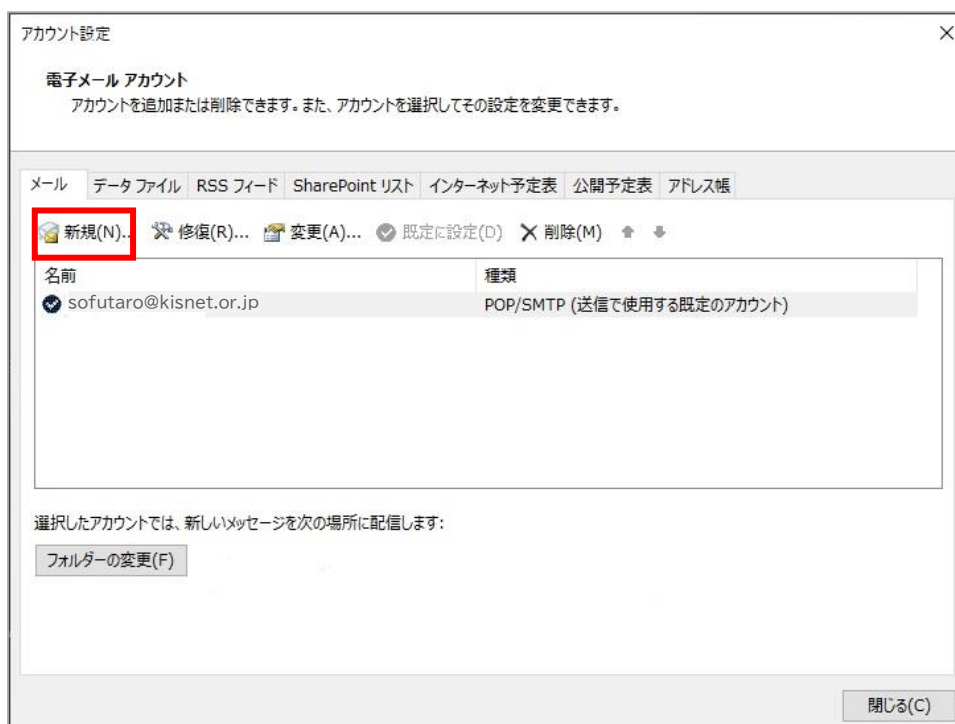 アカウント設定
電子メール アカウント
アカウントを追加または削除できます。また、アカウントを選択してその設定を変更できます。
メール データ ファイル RSS フィード SharePoint リスト インターネット予定表 公開予定表 アドレス帳
新規(N)... 修復(R)... 変更(A)... 既定に設定(D) 削除(M)
名前 種類
sofutaro@kisnet.or.jp POP/SMTP (送信で使用する既定のアカウント)
選択したアカウントでは、新しいメッセージを次の場所に配信します:
フォルダーの変更(F)
閉じる(C)